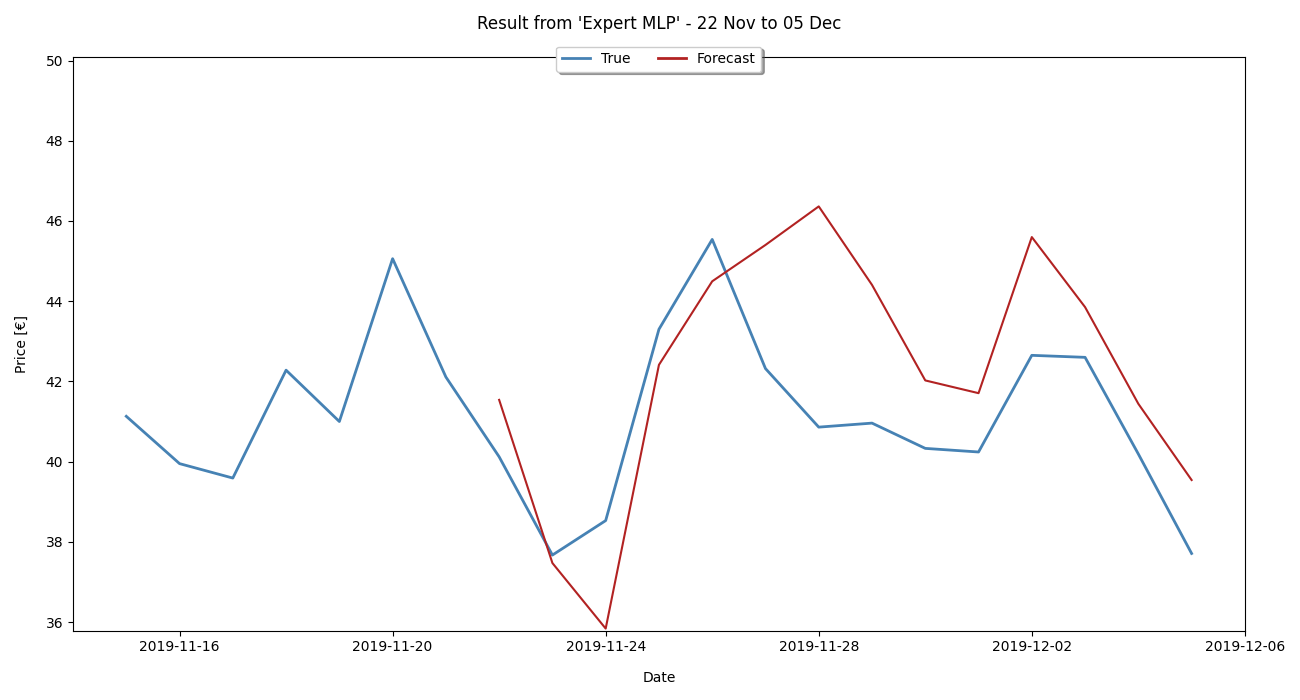 Result from 'Expert MLP' - 22 Nov to 05 Dec
True Forecast
50
48
46
44
42
40
38
36
Price [€]
2019-11-16 2019-11-20 2019-11-24 2019-11-28 2019-12-02 2019-12-06
Date